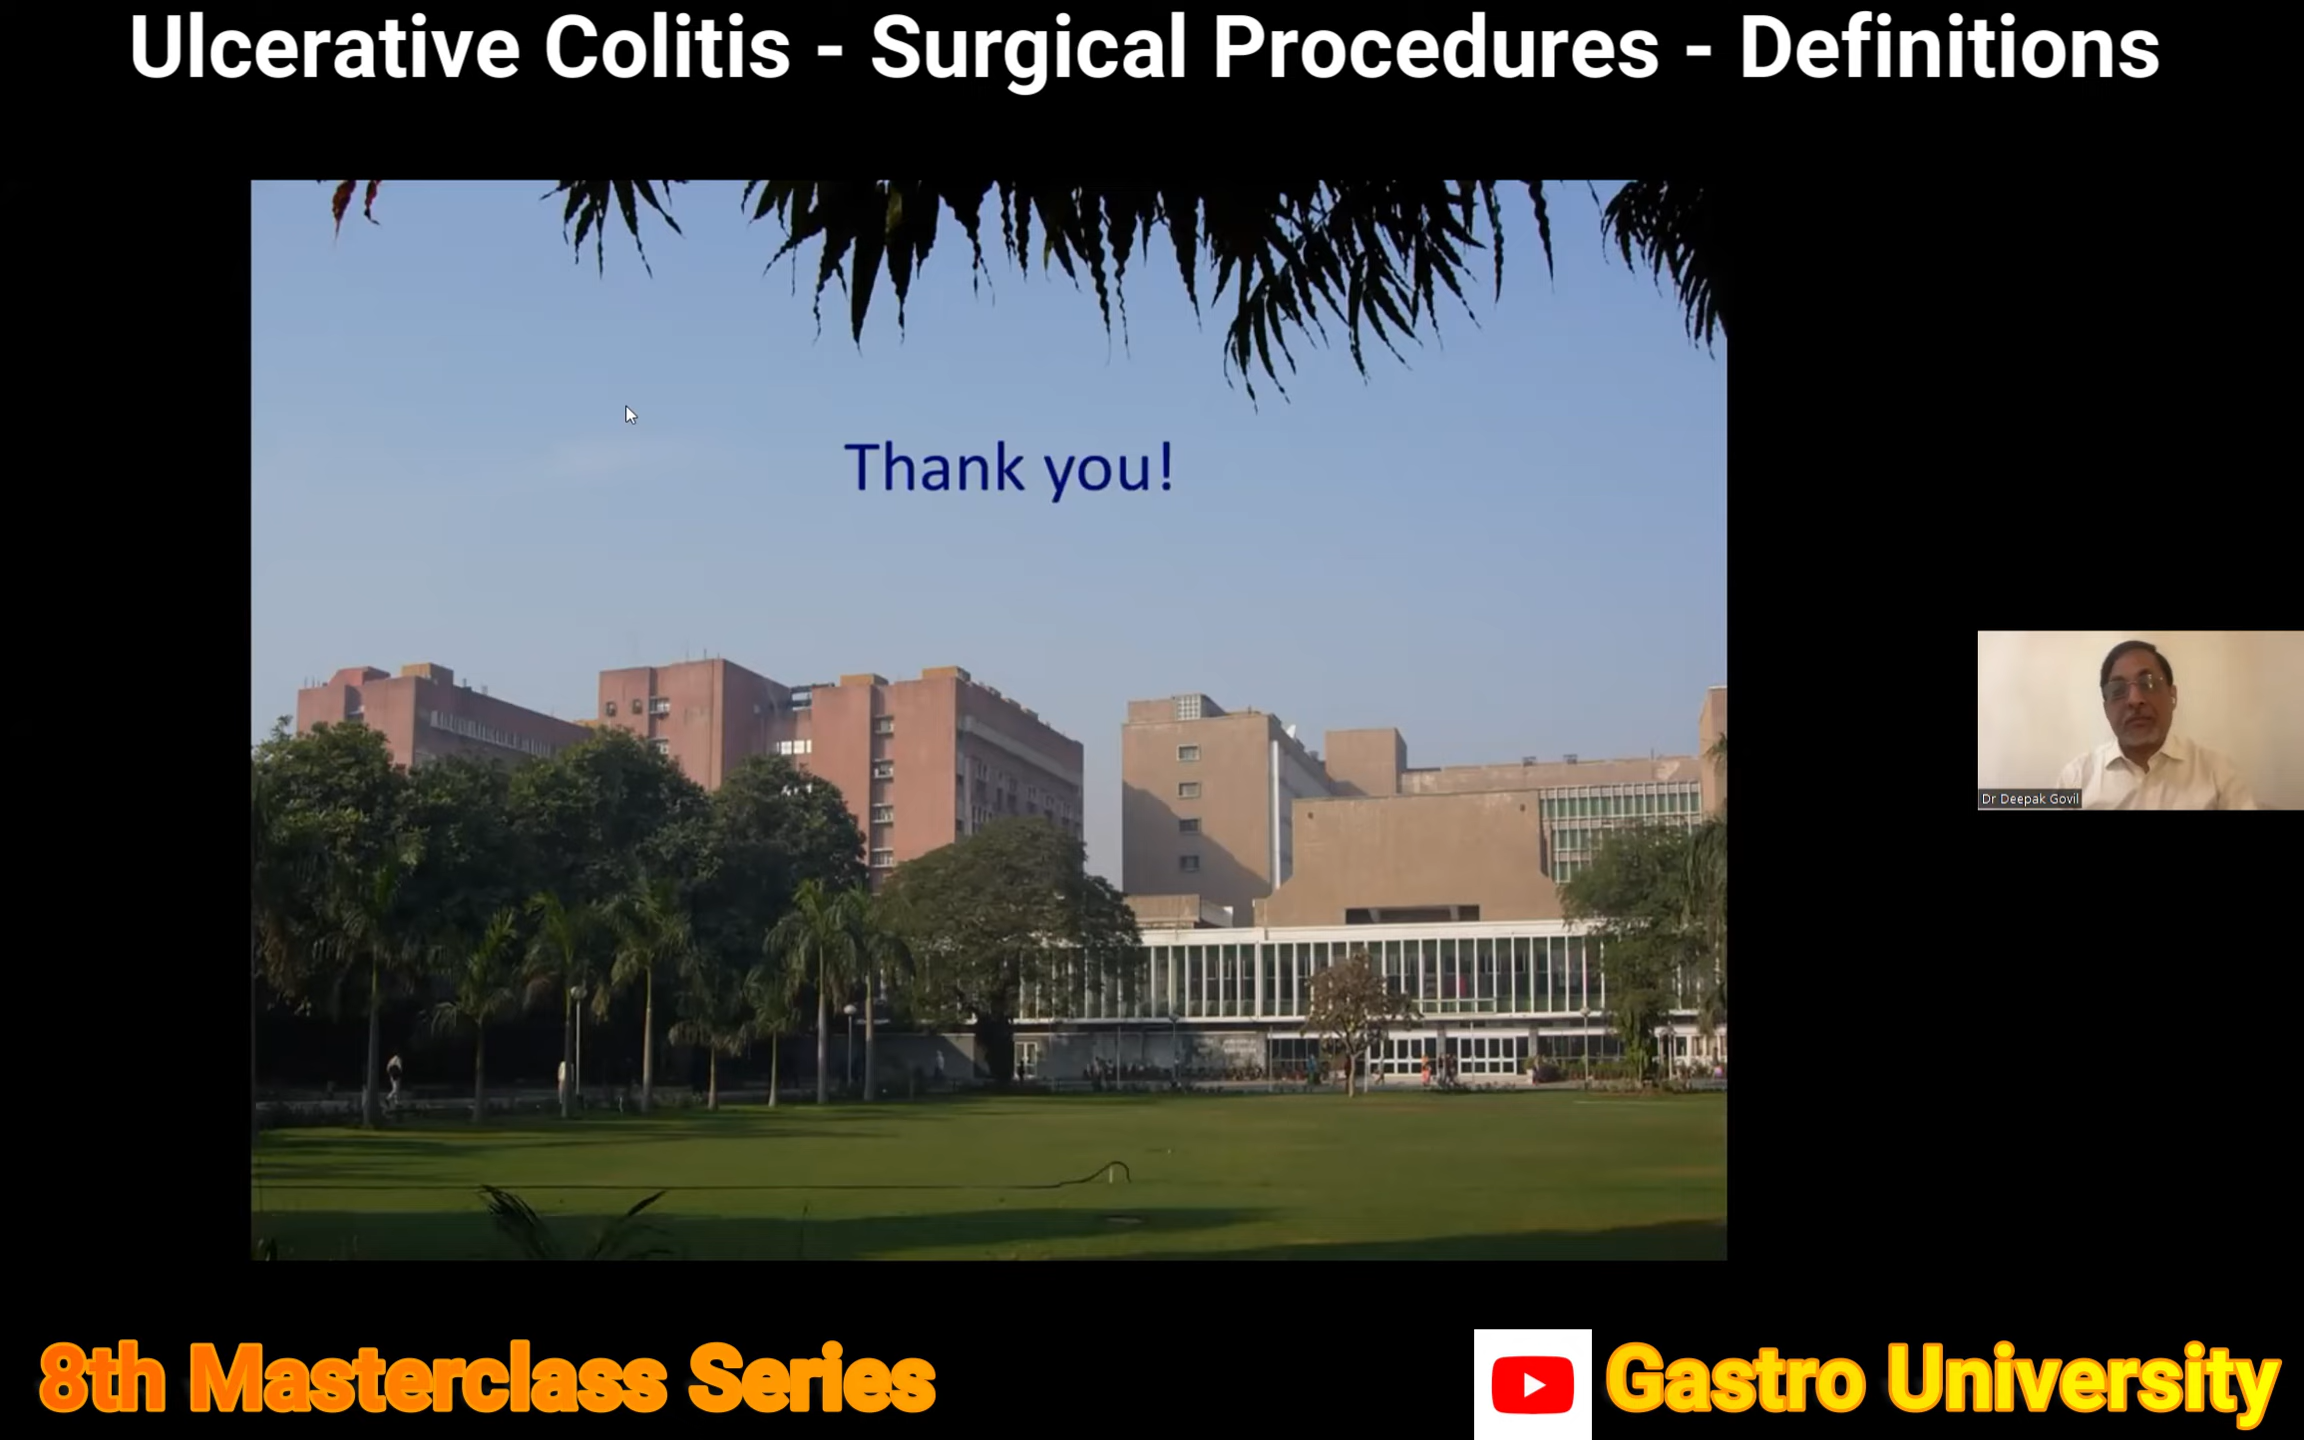 Ulcerative Colitis - Surgical Procedures - Definitions
Thank you!
Dr Deepak Govil
8th Masterclass Series
Gastro University